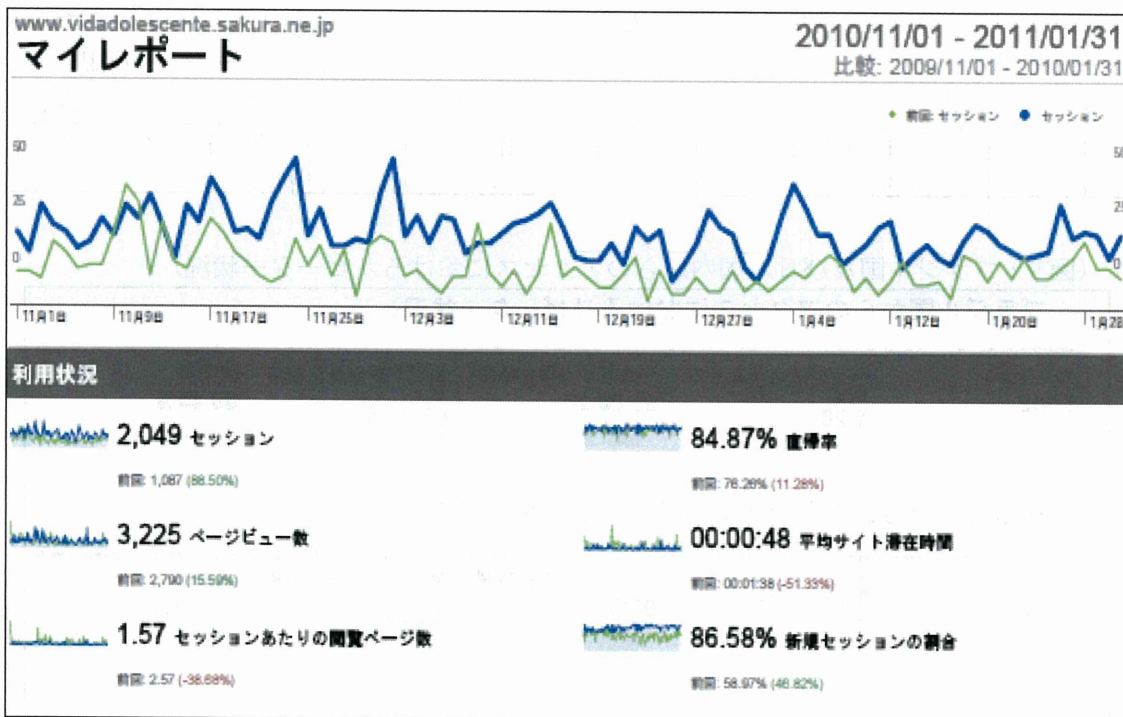 www.vidadolescente.sakura.ne.jp
マイレポート
2010/11/01 - 2011/01/31
比較: 2009/11/01 - 2010/01/31
前回: セッション セッション
50 50
25 25
0 0
11月1日 11月9日 11月17日 11月25日 12月3日 12月11日 12月19日 12月27日 1月4日 1月12日 1月20日 1月28
利用状況
2,049 セッション
前回: 1,087 (88.50%)
84.87% 直帰率
前回: 76.26% (11.28%)
3,225 ページビュー数
前回: 2,790 (15.59%)
00:00:48 平均サイト滞在時間
前回: 00:01:38 (-51.33%)
1.57 セッションあたりの閲覧ページ数
前回: 2.57 (-38.68%)
86.58% 新規セッションの割合
前回: 58.97% (46.82%)